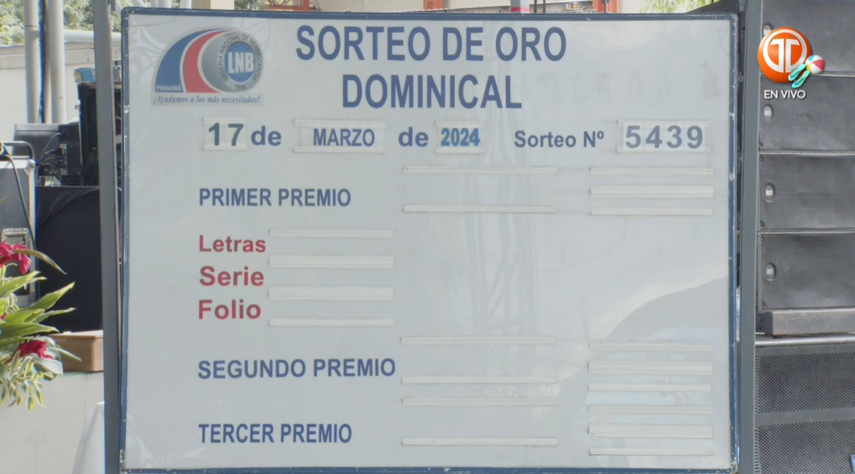 SORTEO DE ORO
DOMINICAL
LNB
PANAMÁ
¡Ayudamos a los más necesitados!
17 de MARZO de 2024 Sorteo Nº 5439
PRIMER PREMIO
Letras
Serie
Folio
SEGUNDO PREMIO
TERCER PREMIO
EN VIVO